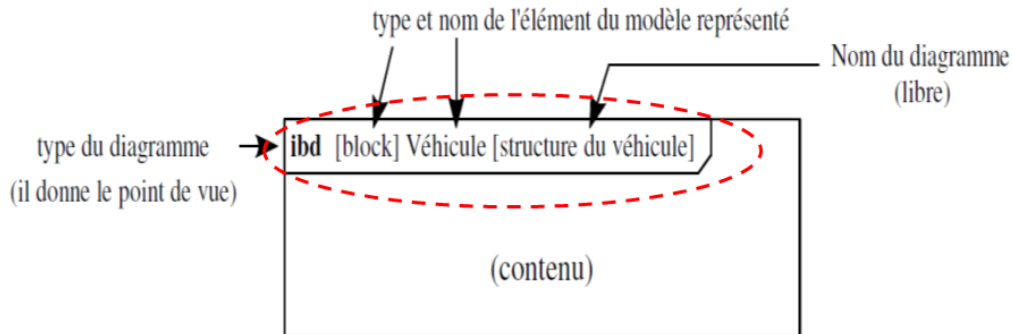 type et nom de l'élément du modèle représenté
Nom du diagramme
(libre)
type du diagramme
(il donne le point de vue)
ibd [block] Véhicule [structure du véhicule]
(contenu)